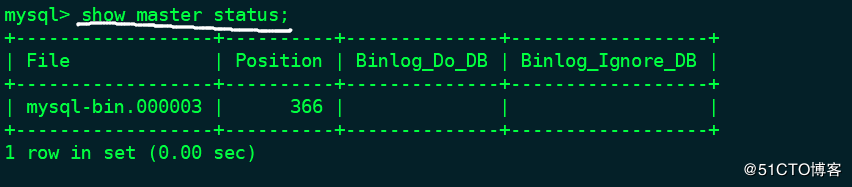 mysql> show master status;
+------------------+----------+--------------+------------------+
| File             | Position | Binlog_Do_DB | Binlog_Ignore_DB |
+------------------+----------+--------------+------------------+
| mysql-bin.000003 |      366 |              |                  |
+------------------+----------+--------------+------------------+
1 row in set (0.00 sec)
@51CTO博客